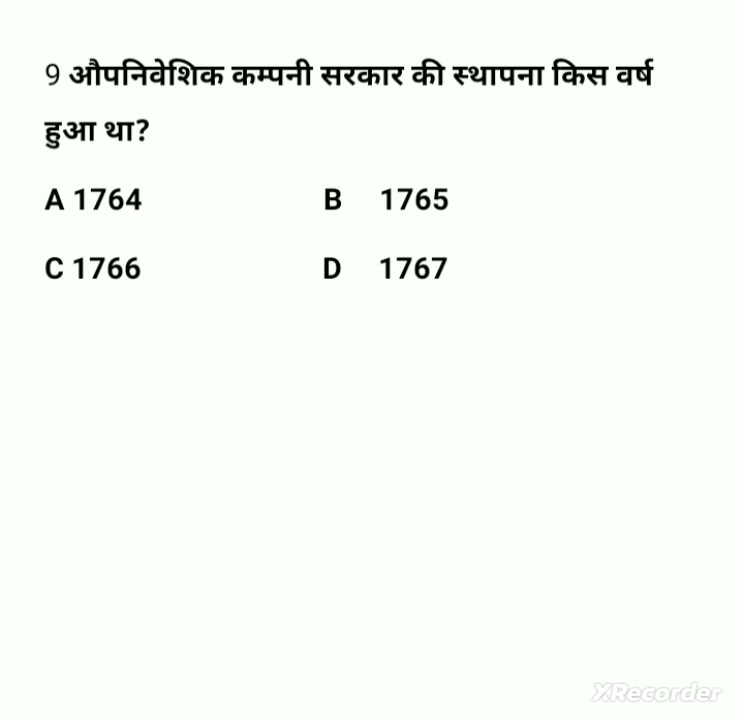 9 औपनिवेशिक कम्पनी सरकार की स्थापना किस वर्ष
हुआ था?
A 1764 B 1765
C 1766 D 1767
XRecorder